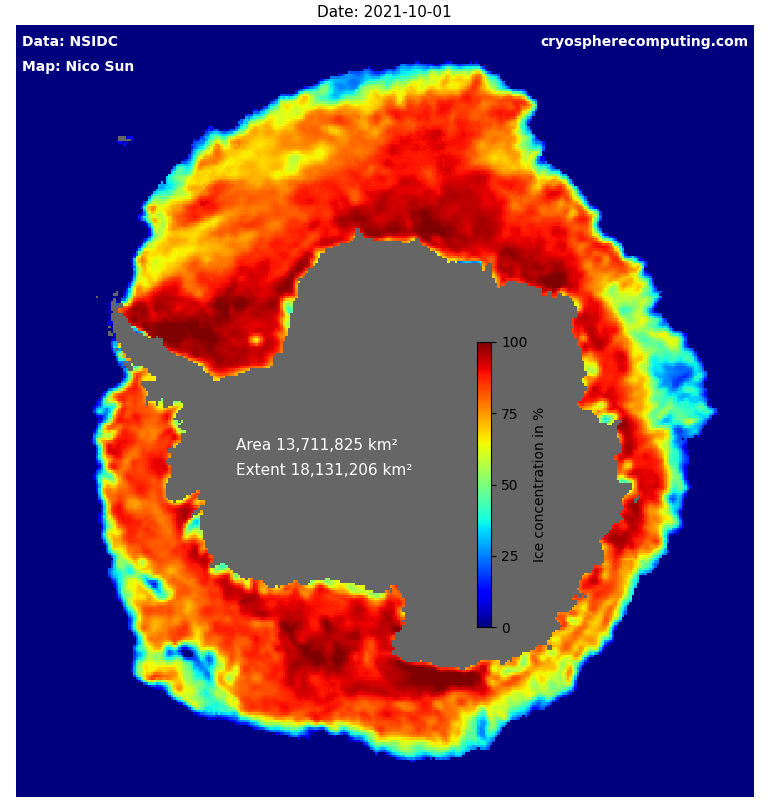 Date: 2021-10-01
Data: NSIDC
cryospherecomputing.com
Map: Nico Sun
100
75
50
25
0
Ice concentration in %
Area 13,711,825 km²
Extent 18,131,206 km²